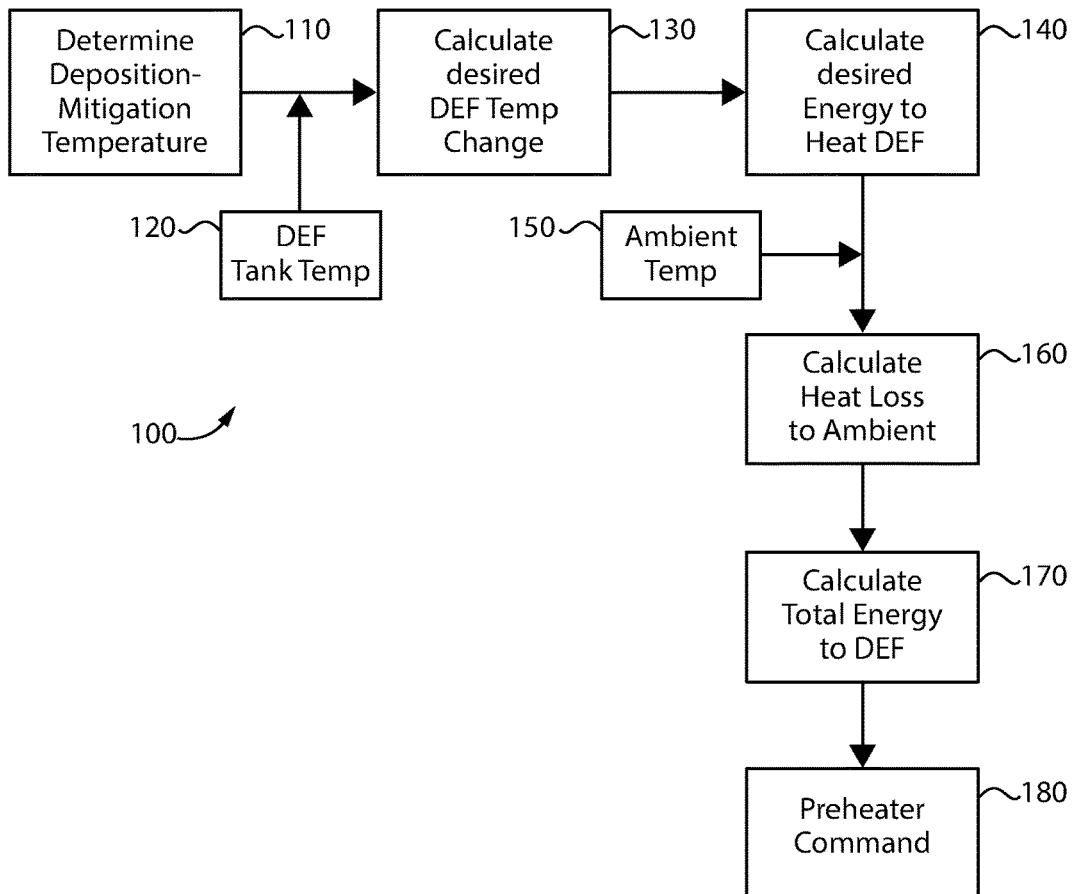 Determine
Deposition-
Mitigation
Temperature
110
Calculate
desired
DEF Temp
Change
130
Calculate
desired
Energy to
Heat DEF
140
120
DEF
Tank Temp
150
Ambient
Temp
Calculate
Heat Loss
to Ambient
160
100
Calculate
Total Energy
to DEF
170
Preheater
Command
180